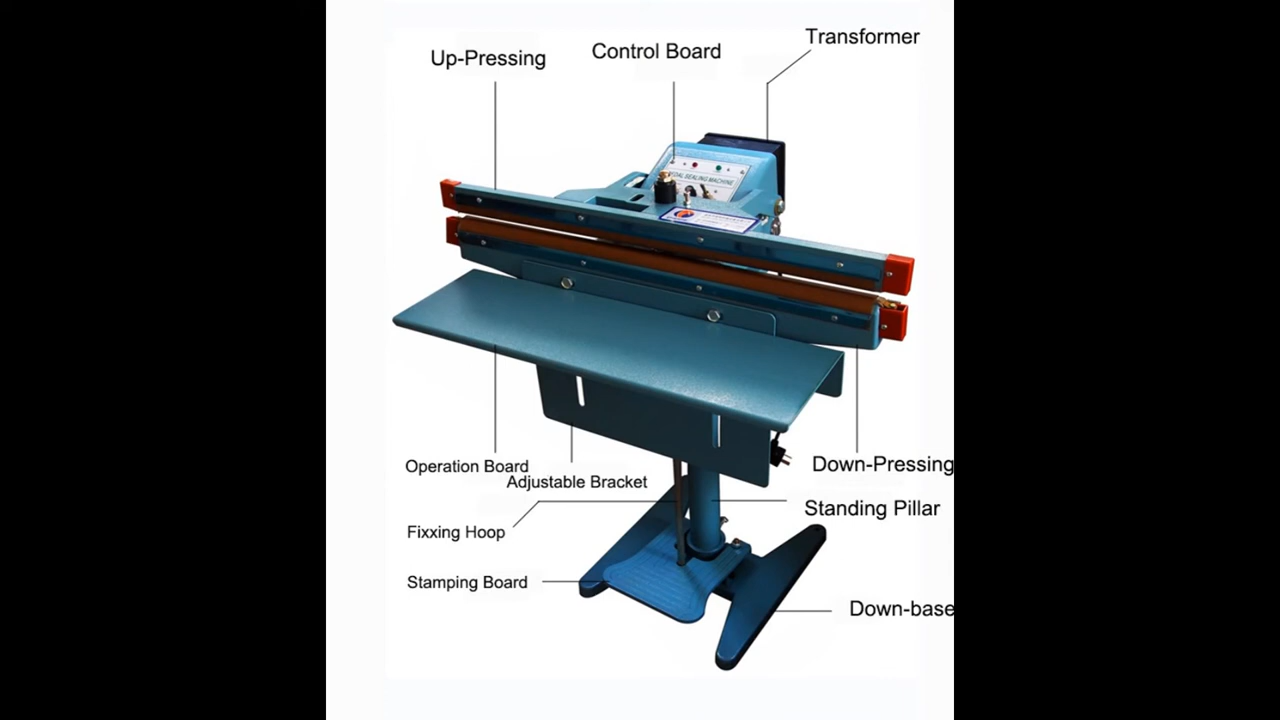 Transformer
Control Board
Up-Pressing
PEDAL SEALING MACHINE
Operation Board
Down-Pressing
Adjustable Bracket
Standing Pillar
Fixxing Hoop
Stamping Board
Down-base